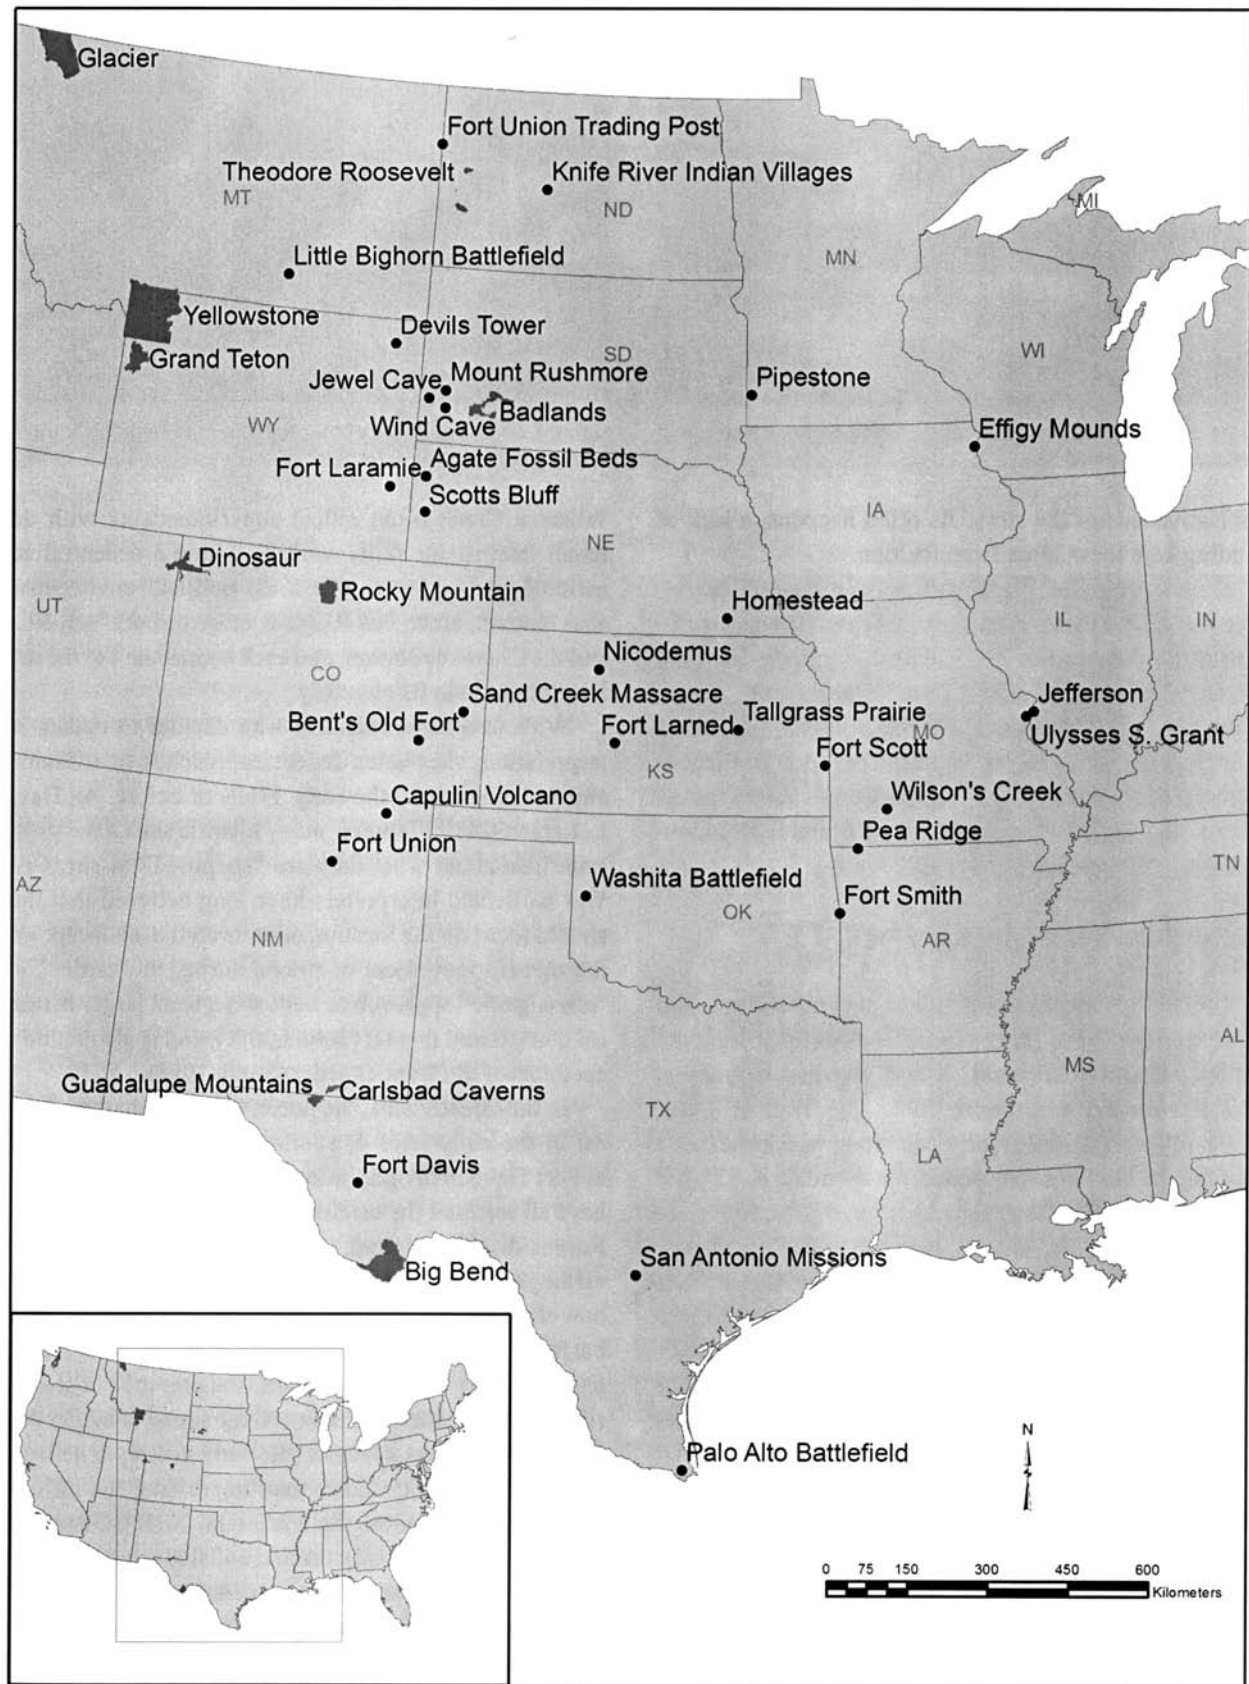 Glacier
Fort Union Trading Post
Theodore Roosevelt
Knife River Indian Villages
MT
ND
MI
Little Bighorn Battlefield
MN
Yellowstone
Devils Tower
Grand Teton
SD
WI
Jewel Cave
Mount Rushmore
Pipestone
Badlands
WY
Wind Cave
Effigy Mounds
Fort Laramie
Agate Fossil Beds
Scotts Bluff
IA
NE
Dinosaur
Rocky Mountain
UT
Homestead
IL
IN
Nicodemus
CO
Sand Creek Massacre
Jefferson
Bent's Old Fort
Fort Larned
Tallgrass Prairie
MO
Ulysses S. Grant
Fort Scott
KS
Capulin Volcano
Wilson's Creek
Pea Ridge
Fort Union
TN
AZ
Washita Battlefield
Fort Smith
OK
NM
AR
AL
MS
Guadalupe Mountains
Carlsbad Caverns
TX
LA
Fort Davis
San Antonio Missions
Big Bend
Palo Alto Battlefield
N
0 75 150 300 450 600
Kilometers